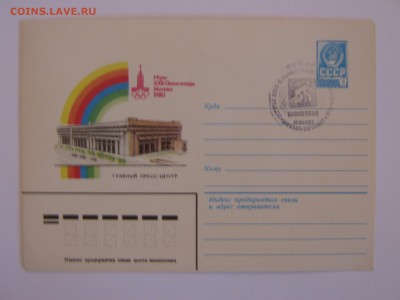 COINS.LAVE.RU
Игры
XXII Олимпиады
Москва
1980
ГЛАВНЫЙ ПРЕСС-ЦЕНТР
СССР
Куда
Кому
Индекс предприятия связи
и адрес отправителя
Индекс предприятия связи места назначения